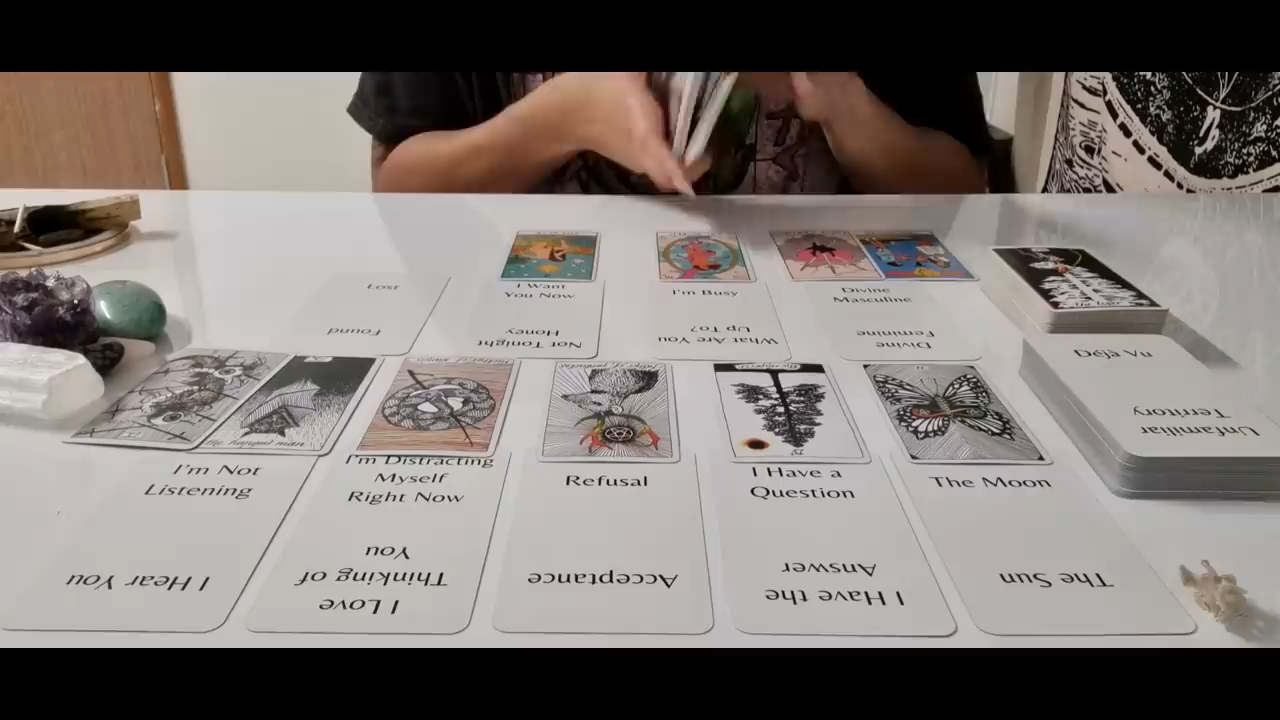 Lost
Found
I Want
You Now
Not Tonight
Honey
I'm Busy
What Are You
Up To?
Divine
Masculine
Divine
Feminine
Unfamiliar
Territory
the hanged man
I'm Not
Listening
I Hear You
I'm Distracting
Myself
Right Now
I Love
Thinking of
You
Refusal
Acceptance
I Have a
Question
I Have the
Answer
The Moon
The Sun